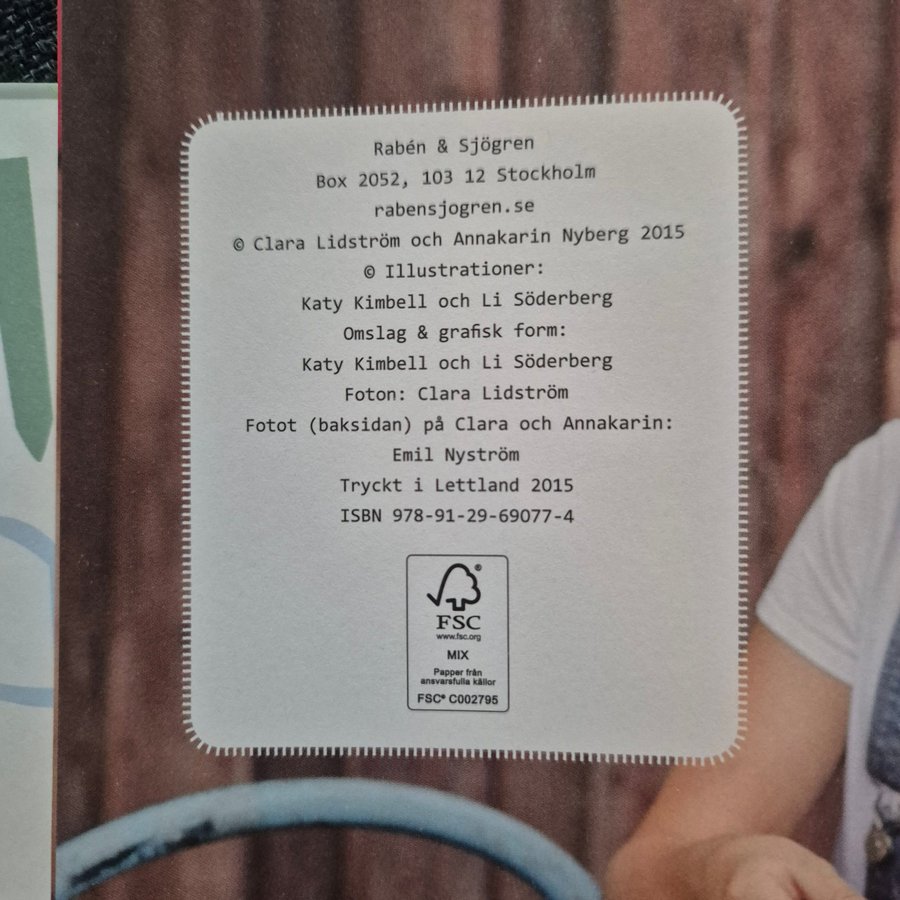 Rabén & Sjögren
Box 2052, 103 12 Stockholm
rabensjogren.se
© Clara Lidström och Annakarin Nyberg 2015
© Illustrationer:
Katy Kimbell och Li Söderberg
Omslag & grafisk form:
Katy Kimbell och Li Söderberg
Foton: Clara Lidström
Fotot (baksidan) på Clara och Annakarin:
Emil Nyström
Tryckt i Lettland 2015
ISBN 978-91-29-69077-4
®
FSC
www.fsc.org
MIX
Papper från
ansvarsfulla källor
FSC® C002795